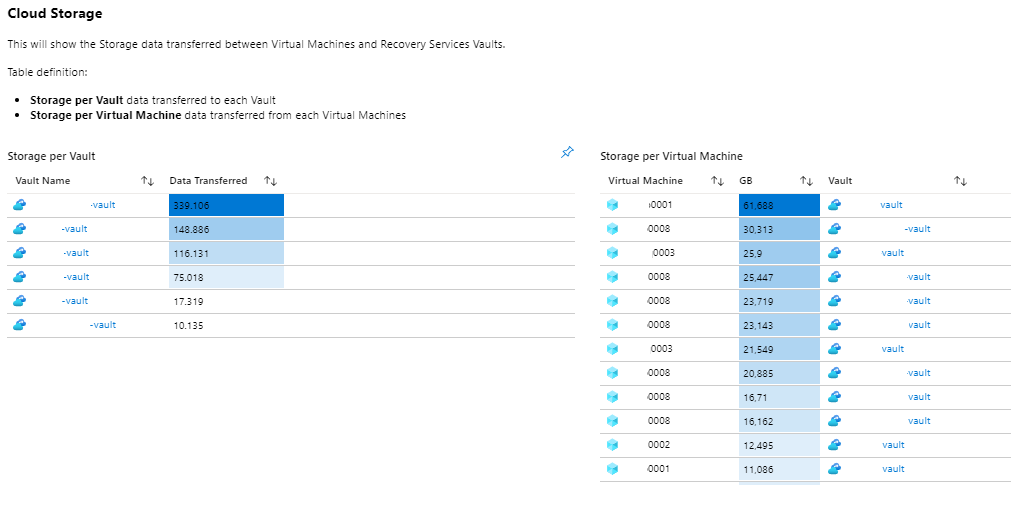 Cloud Storage
This will show the Storage data transferred between Virtual Machines and Recovery Services Vaults.
Table definition:
• Storage per Vault data transferred to each Vault
• Storage per Virtual Machine data transferred from each Virtual Machines
Storage per Vault
Vault Name ↑↓ Data Transferred ↑↓
-vault 339.106
-vault 148.886
-vault 116.131
-vault 75.018
-vault 17.319
-vault 10.135
Storage per Virtual Machine
Virtual Machine ↑↓ GB ↑↓ Vault ↑↓
0001 61,688 vault
0008 30,313 -vault
0003 25,9 vault
0008 25,447 vault
0008 23,719 vault
0008 23,143 vault
0003 21,549 vault
0008 20,885 vault
0008 16,71 vault
0008 16,162 vault
0002 12,495 vault
0001 11,086 vault